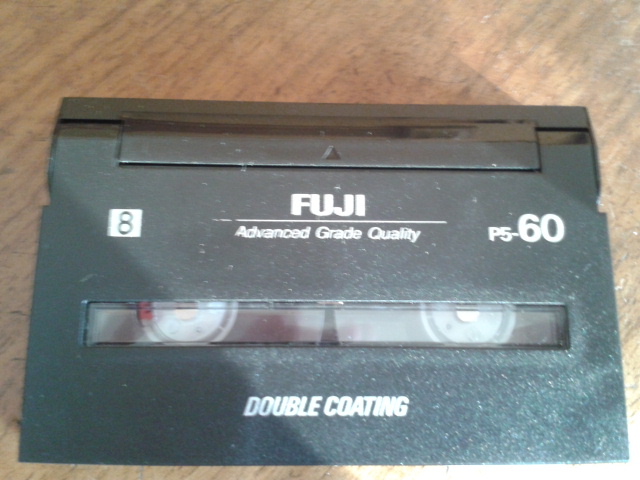 FUJI
8
Advanced Grade Quality
P5-60
DOUBLE COATING